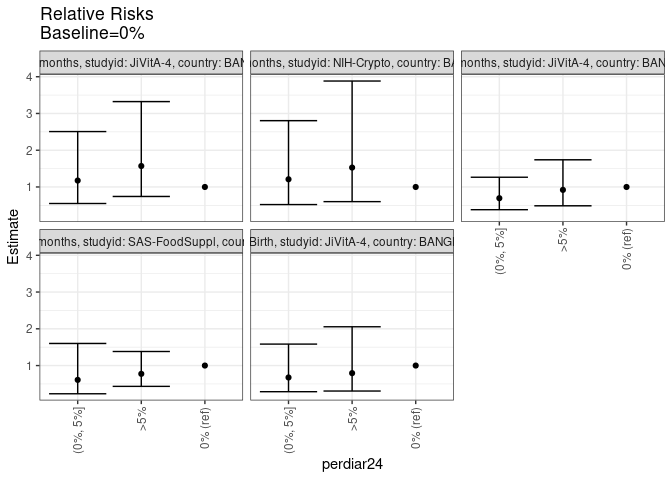 Relative Risks
Baseline=0%
months, studyid: JiVitA-4, country: BAN
months, studyid: NIH-Crypto, country: BA
months, studyid: JiVitA-4, country: BAN
4
3
2
1
Estimate
months, studyid: SAS-FoodSuppl, coun
Birth, studyid: JiVitA-4, country: BANGL
(0%, 5%]
>5%
0% (ref)
4
3
2
1
(0%, 5%]
>5%
0% (ref)
(0%, 5%]
>5%
0% (ref)
perdiar24